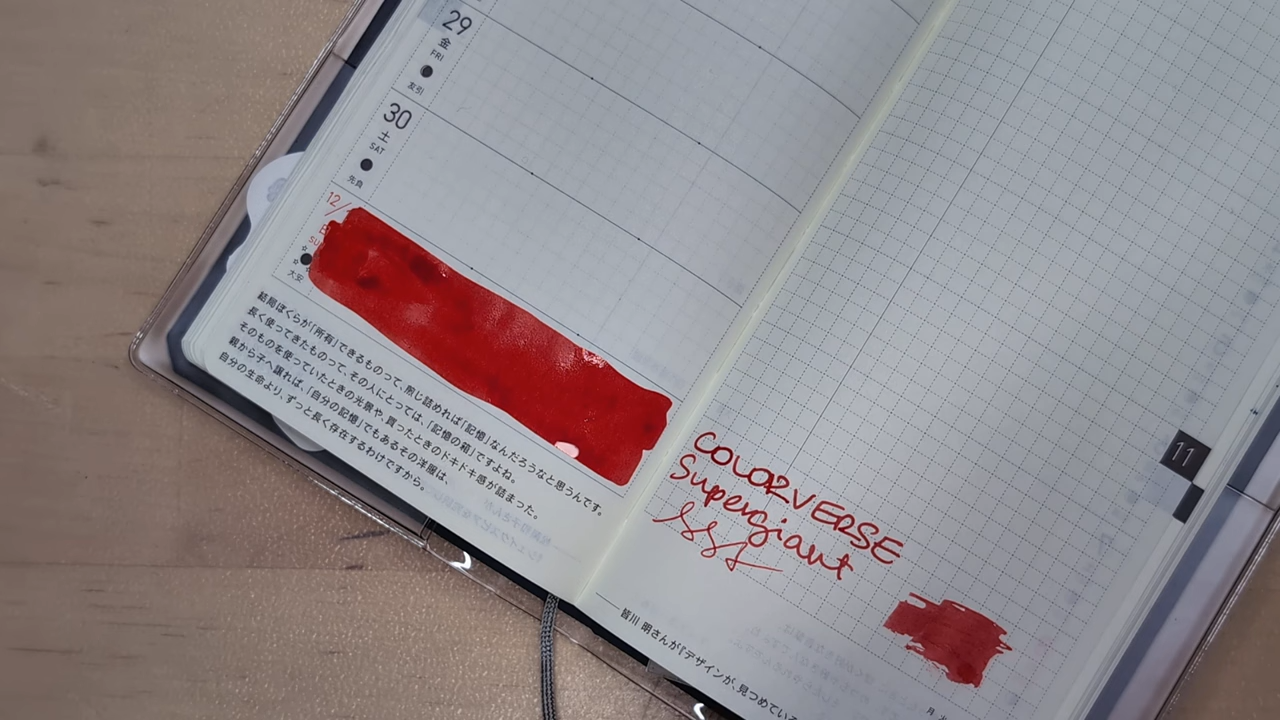 29
金
FRI
友引
30
土
SAT
先負
12/
SU
大安
結局ぼくらが「所有」できるものって、煎じ詰めれば「記憶」なんだろうなと思うんです。
長く使ってきたものって、その人にとっては、「記憶の箱」ですよね。
そのものを使っていたときの光景や、買ったときのドキドキ感が詰まった。
親から子へ譲れば、「自分の記憶」でもあるその洋服は、
自分の生命より、ずっと長く存在するわけですから。
COLORVERSE
Supergiant
11
皆川 明さんが『デザインが、見つめている
月